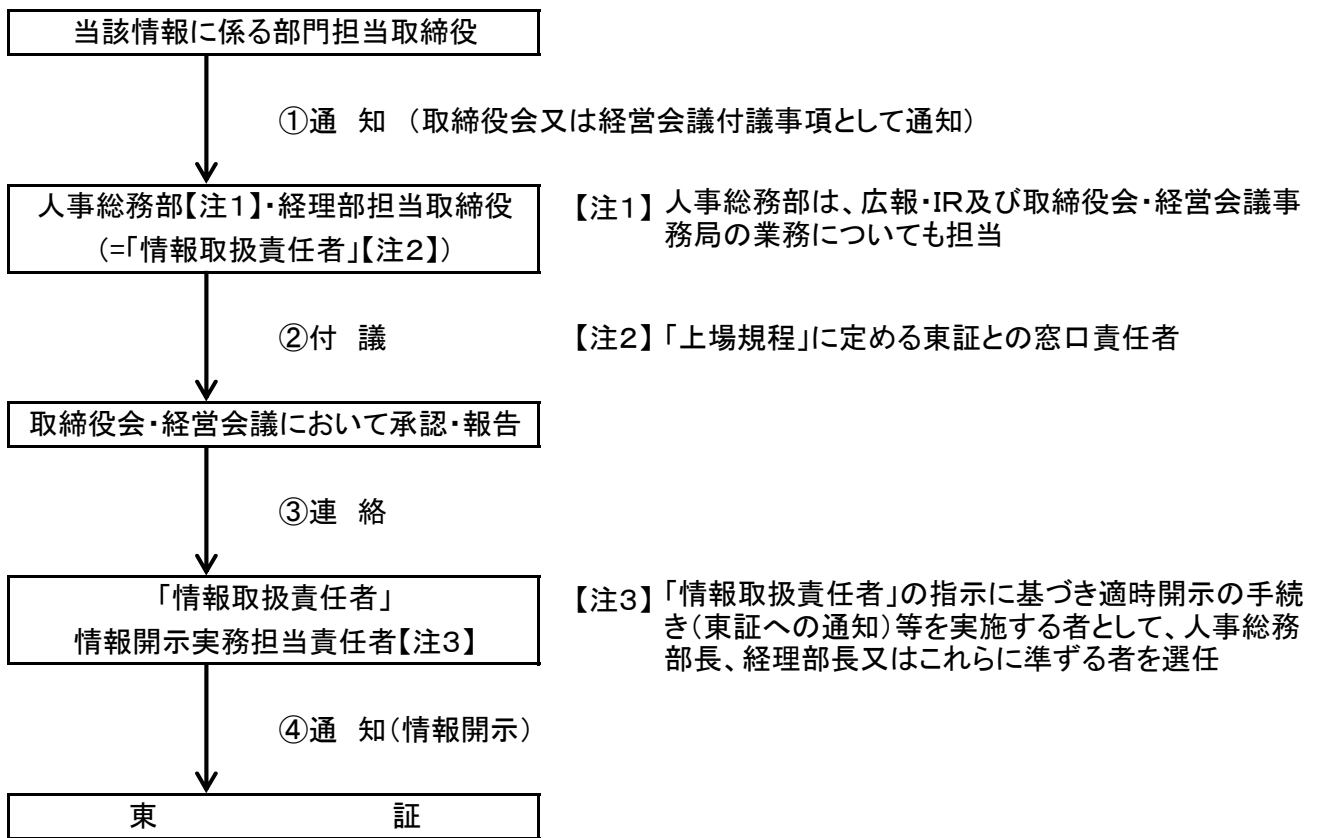 当該情報に係る部門担当取締役
①通　知　（取締役会又は経営会議付議事項として通知）
人事総務部【注１】・経理部担当取締役
（=「情報取扱責任者」【注２】）
【注１】 人事総務部は、広報・ＩＲ及び取締役会・経営会議事
務局の業務についても担当
②付　議
【注２】 「上場規程」に定める東証との窓口責任者
取締役会・経営会議において承認・報告
③連　絡
「情報取扱責任者」
情報開示実務担当責任者【注３】
【注３】 「情報取扱責任者」の指示に基づき適時開示の手続
き（東証への通知）等を実施する者として、人事総務
部長、経理部長又はこれらに準ずる者を選任
④通　知（情報開示）
東　　　　　　　　証